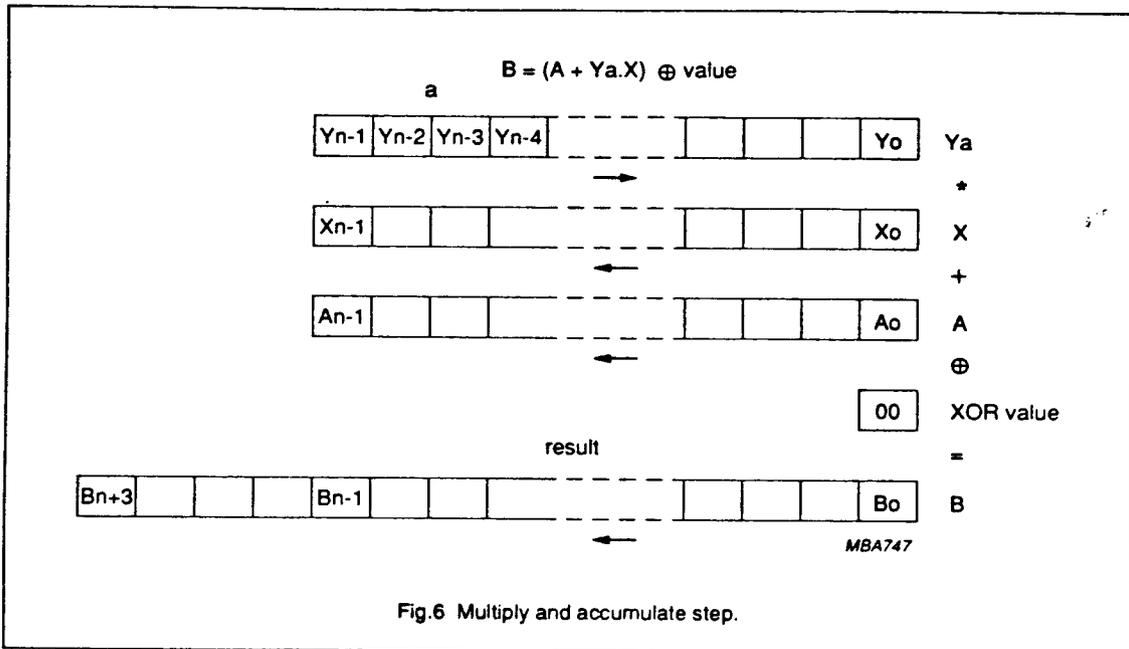 B = (A + Ya.X) ⊕ value
a
Yn-1 Yn-2 Yn-3 Yn-4 Yo Ya
*
Xn-1 Xo X
+
An-1 Ao A
⊕
00 XOR value
result
=
Bn+3 Bn-1 Bo B
MBA747
Fig.6 Multiply and accumulate step.